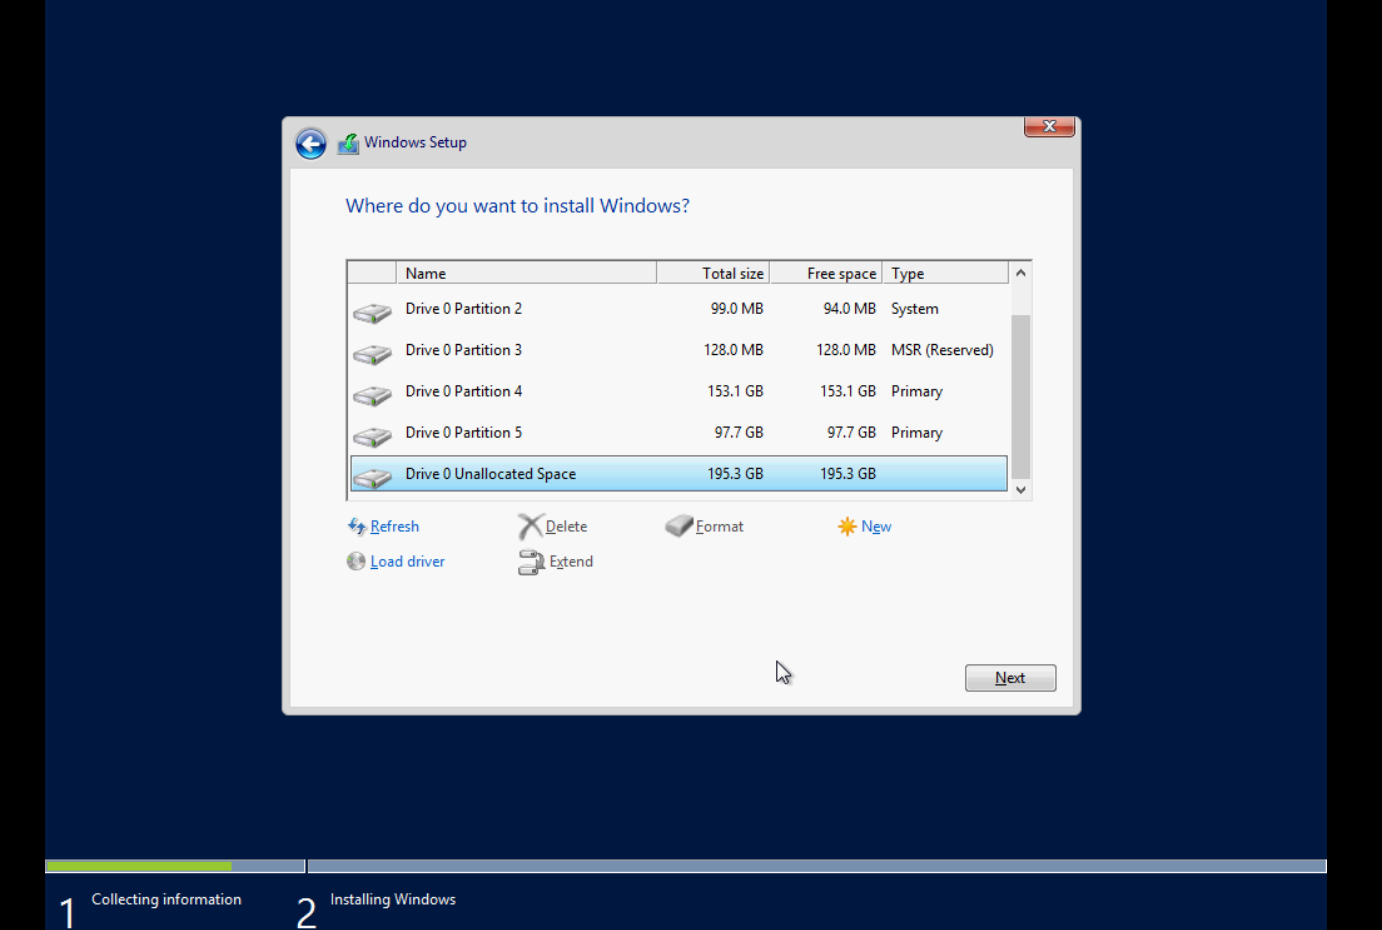 Windows Setup
x
Where do you want to install Windows?
Name Total size Free space Type
Drive 0 Partition 2 99.0 MB 94.0 MB System
Drive 0 Partition 3 128.0 MB 128.0 MB MSR (Reserved)
Drive 0 Partition 4 153.1 GB 153.1 GB Primary
Drive 0 Partition 5 97.7 GB 97.7 GB Primary
Drive 0 Unallocated Space 195.3 GB 195.3 GB
Refresh Delete Format New
Load driver Extend
Next
1 Collecting information 2 Installing Windows